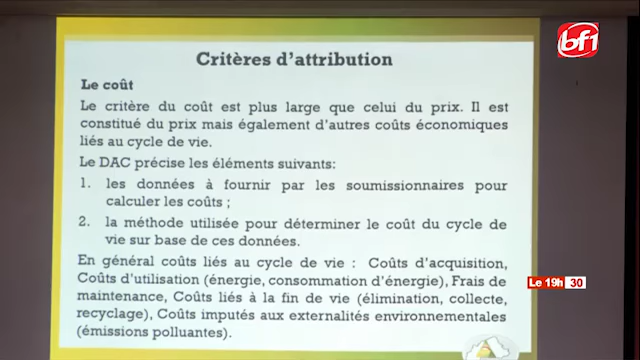 bf1
Critères d'attribution
Le coût
Le critère du coût est plus large que celui du prix. Il est
constitué du prix mais également d'autres coûts économiques
liés au cycle de vie.
Le DAC précise les éléments suivants:
1. les données à fournir par les soumissionnaires pour
calculer les coûts ;
2. la méthode utilisée pour déterminer le coût du cycle de
vie sur base de ces données.
En général coûts liés au cycle de vie : Coûts d'acquisition,
Coûts d'utilisation (énergie, consommation d'énergie), Frais de
maintenance, Coûts liés à la fin de vie (élimination, collecte,
recyclage), Coûts imputés aux externalités environnementales
(émissions polluantes).
Le 19h 30